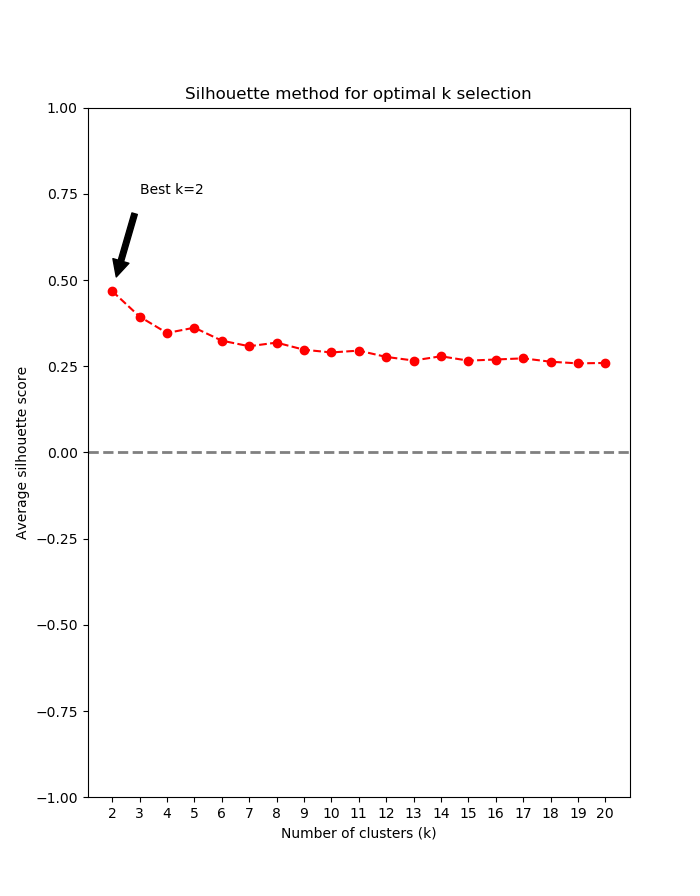 Silhouette method for optimal k selection
1.00
0.75
0.50
0.25
0.00
−0.25
−0.50
−0.75
−1.00
Average silhouette score
Best k=2
2 3 4 5 6 7 8 9 10 11 12 13 14 15 16 17 18 19 20
Number of clusters (k)